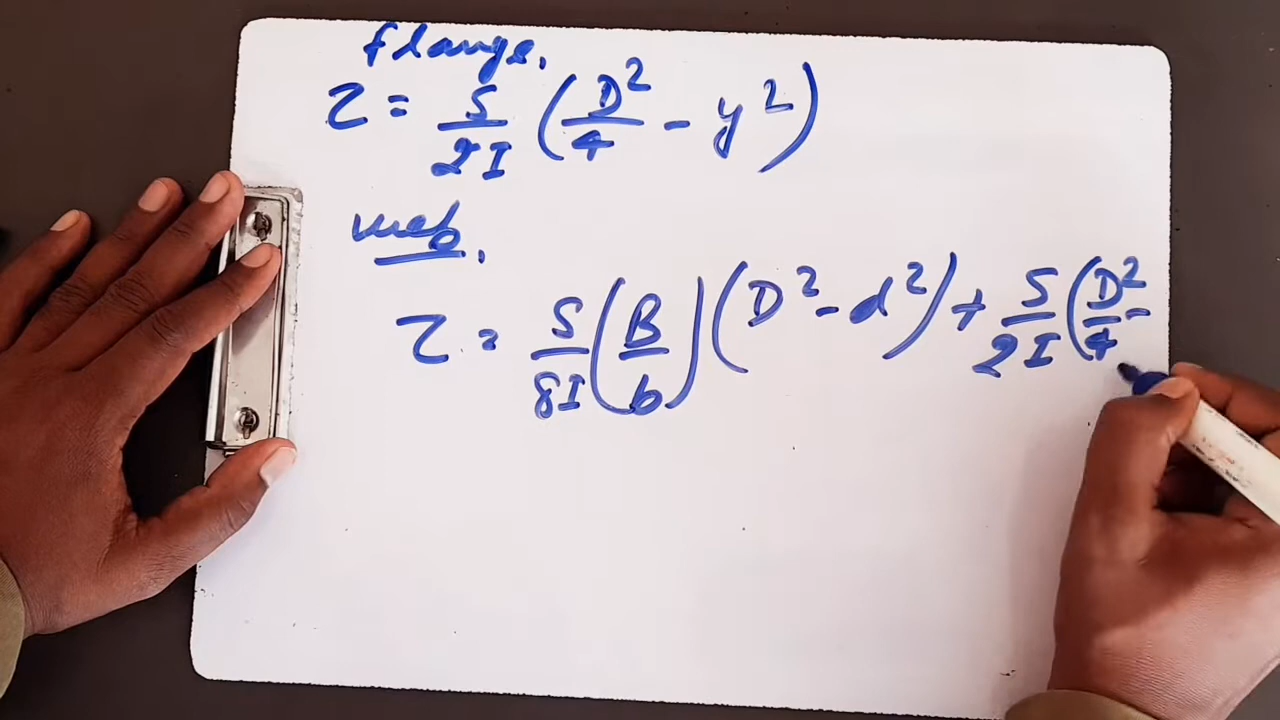 flange.
τ = S/2I (D²/4 - y²)
web.
τ = S/8I (B/b) (D² - d²) + S/2I (D²/4 -